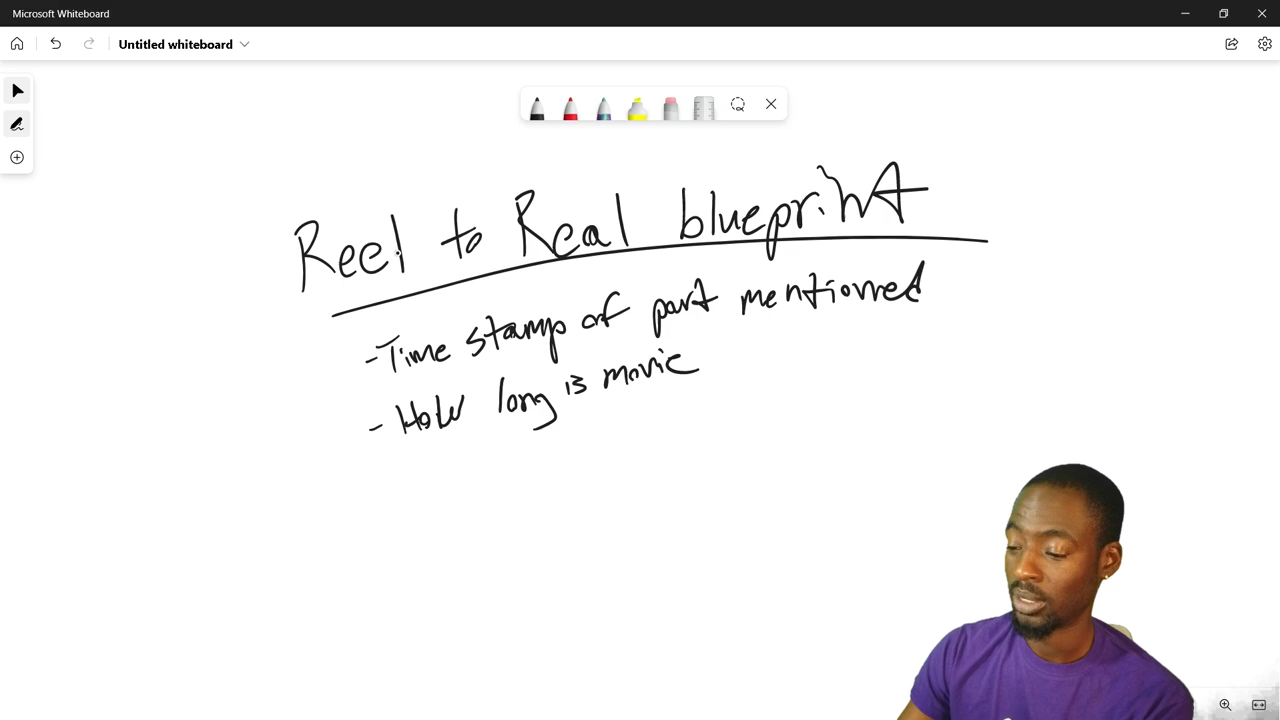 Microsoft Whiteboard
Untitled whiteboard
Reel to Real blueprint
- Time stamp of part mentioned
- How long is movie